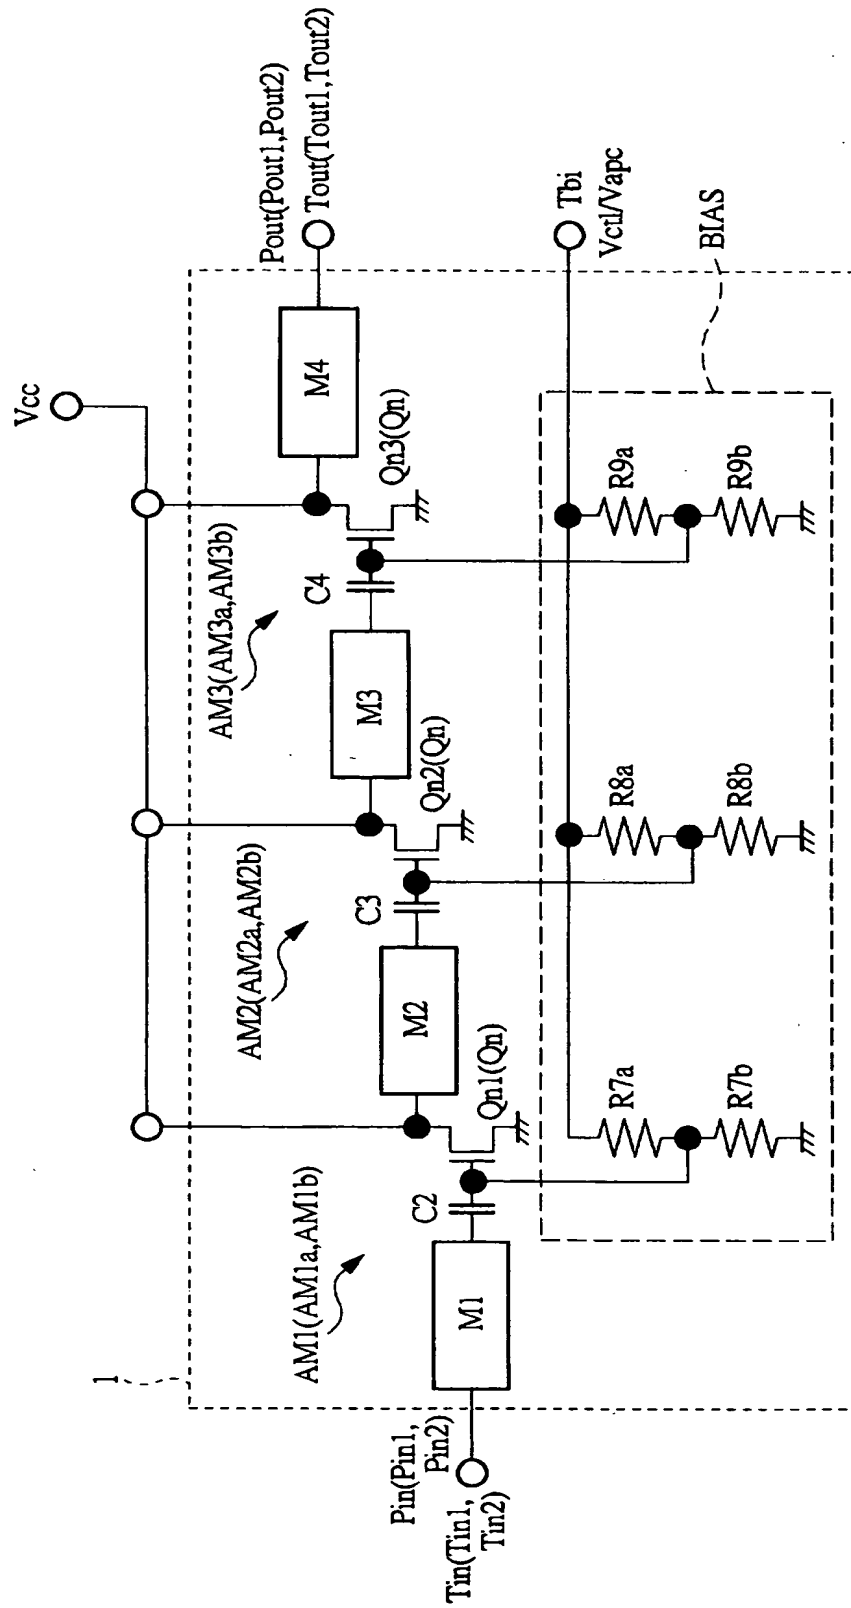 Vcc
Pout(Pout1,Pout2)
Tout(Tout1,Tout2)
1
AM1(AM1a,AM1b)
AM2(AM2a,AM2b)
AM3(AM3a,AM3b)
Pin(Pin1,
Pin2)
Tin(Tin1,
Tin2)
M1
C2
Qn1(Qn)
M2
C3
Qn2(Qn)
M3
C4
Qn3(Qn)
M4
Tbi
Vctl/Vapc
BIAS
R7a
R7b
R8a
R8b
R9a
R9b